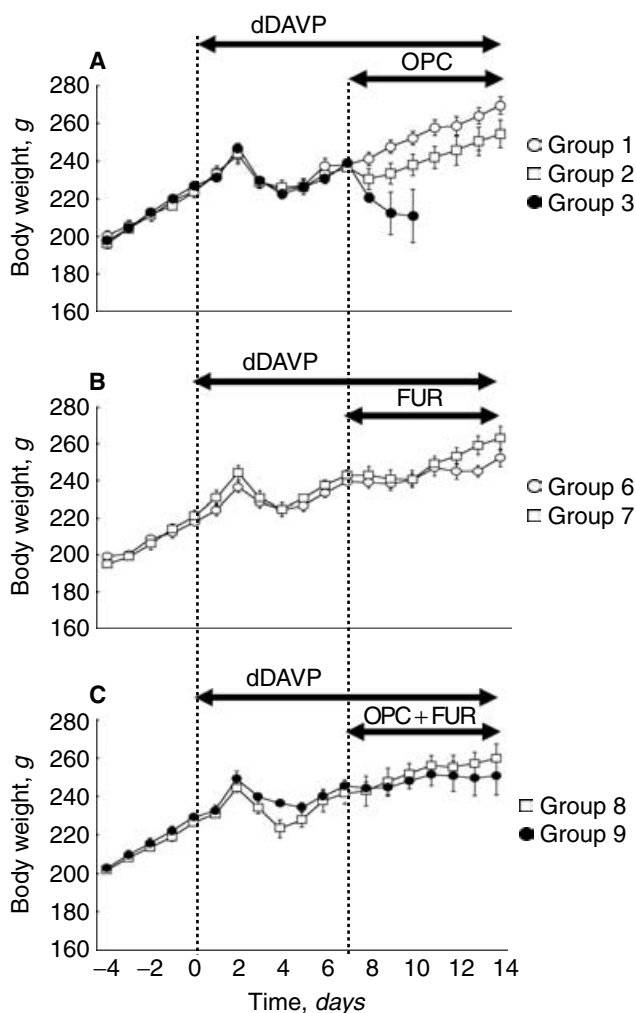 dDAVP
A
OPC
280
260
240
220
200
180
160
Body weight, g
Group 1
Group 2
Group 3
dDAVP
B
FUR
280
260
240
220
200
180
160
Body weight, g
Group 6
Group 7
dDAVP
C
OPC + FUR
280
260
240
220
200
180
160
Body weight, g
Group 8
Group 9
−4 −2 0 2 4 6 8 10 12 14
Time, days